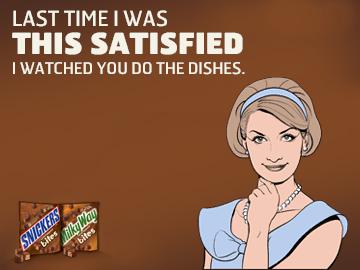 LAST TIME I WAS
THIS SATISFIED
I WATCHED YOU DO THE DISHES.
SNICKERS
bites
MilkyWay
bites